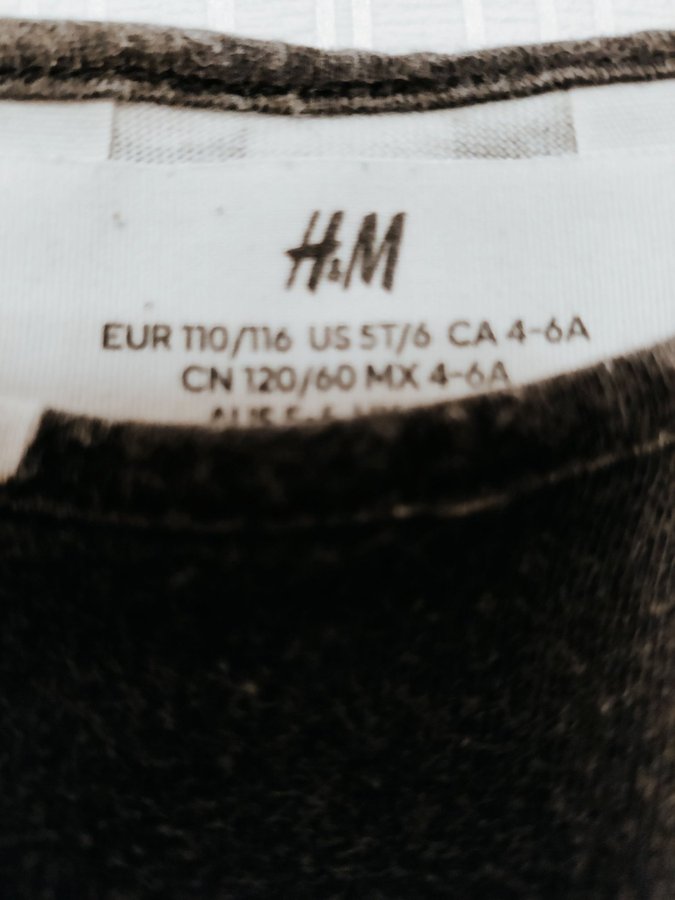 H&M
EUR 110/116 US 5T/6 CA 4-6A
CN 120/60 MX 4-6A